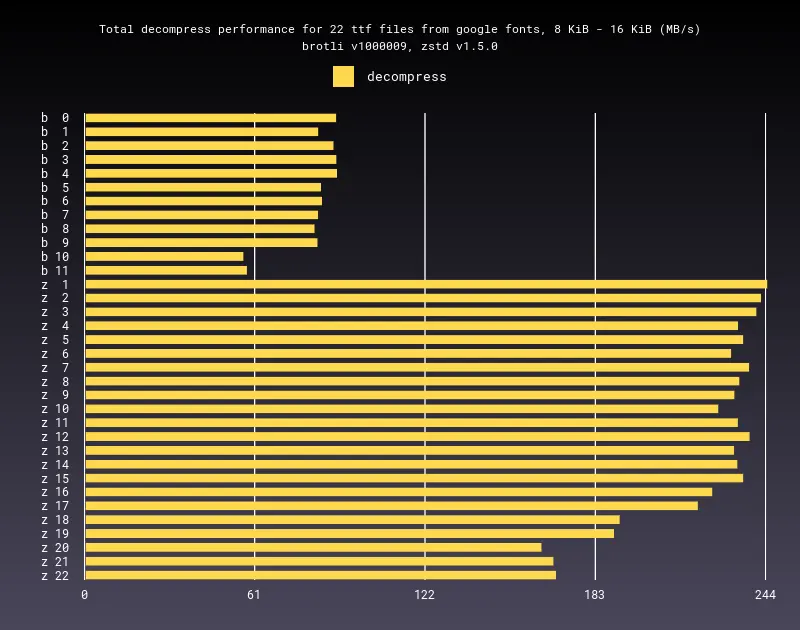 Total decompress performance for 22 ttf files from google fonts, 8 KiB - 16 KiB (MB/s)
brotli v1000009, zstd v1.5.0
decompress
b 0
b 1
b 2
b 3
b 4
b 5
b 6
b 7
b 8
b 9
b 10
b 11
z 1
z 2
z 3
z 4
z 5
z 6
z 7
z 8
z 9
z 10
z 11
z 12
z 13
z 14
z 15
z 16
z 17
z 18
z 19
z 20
z 21
z 22
0 61 122 183 244